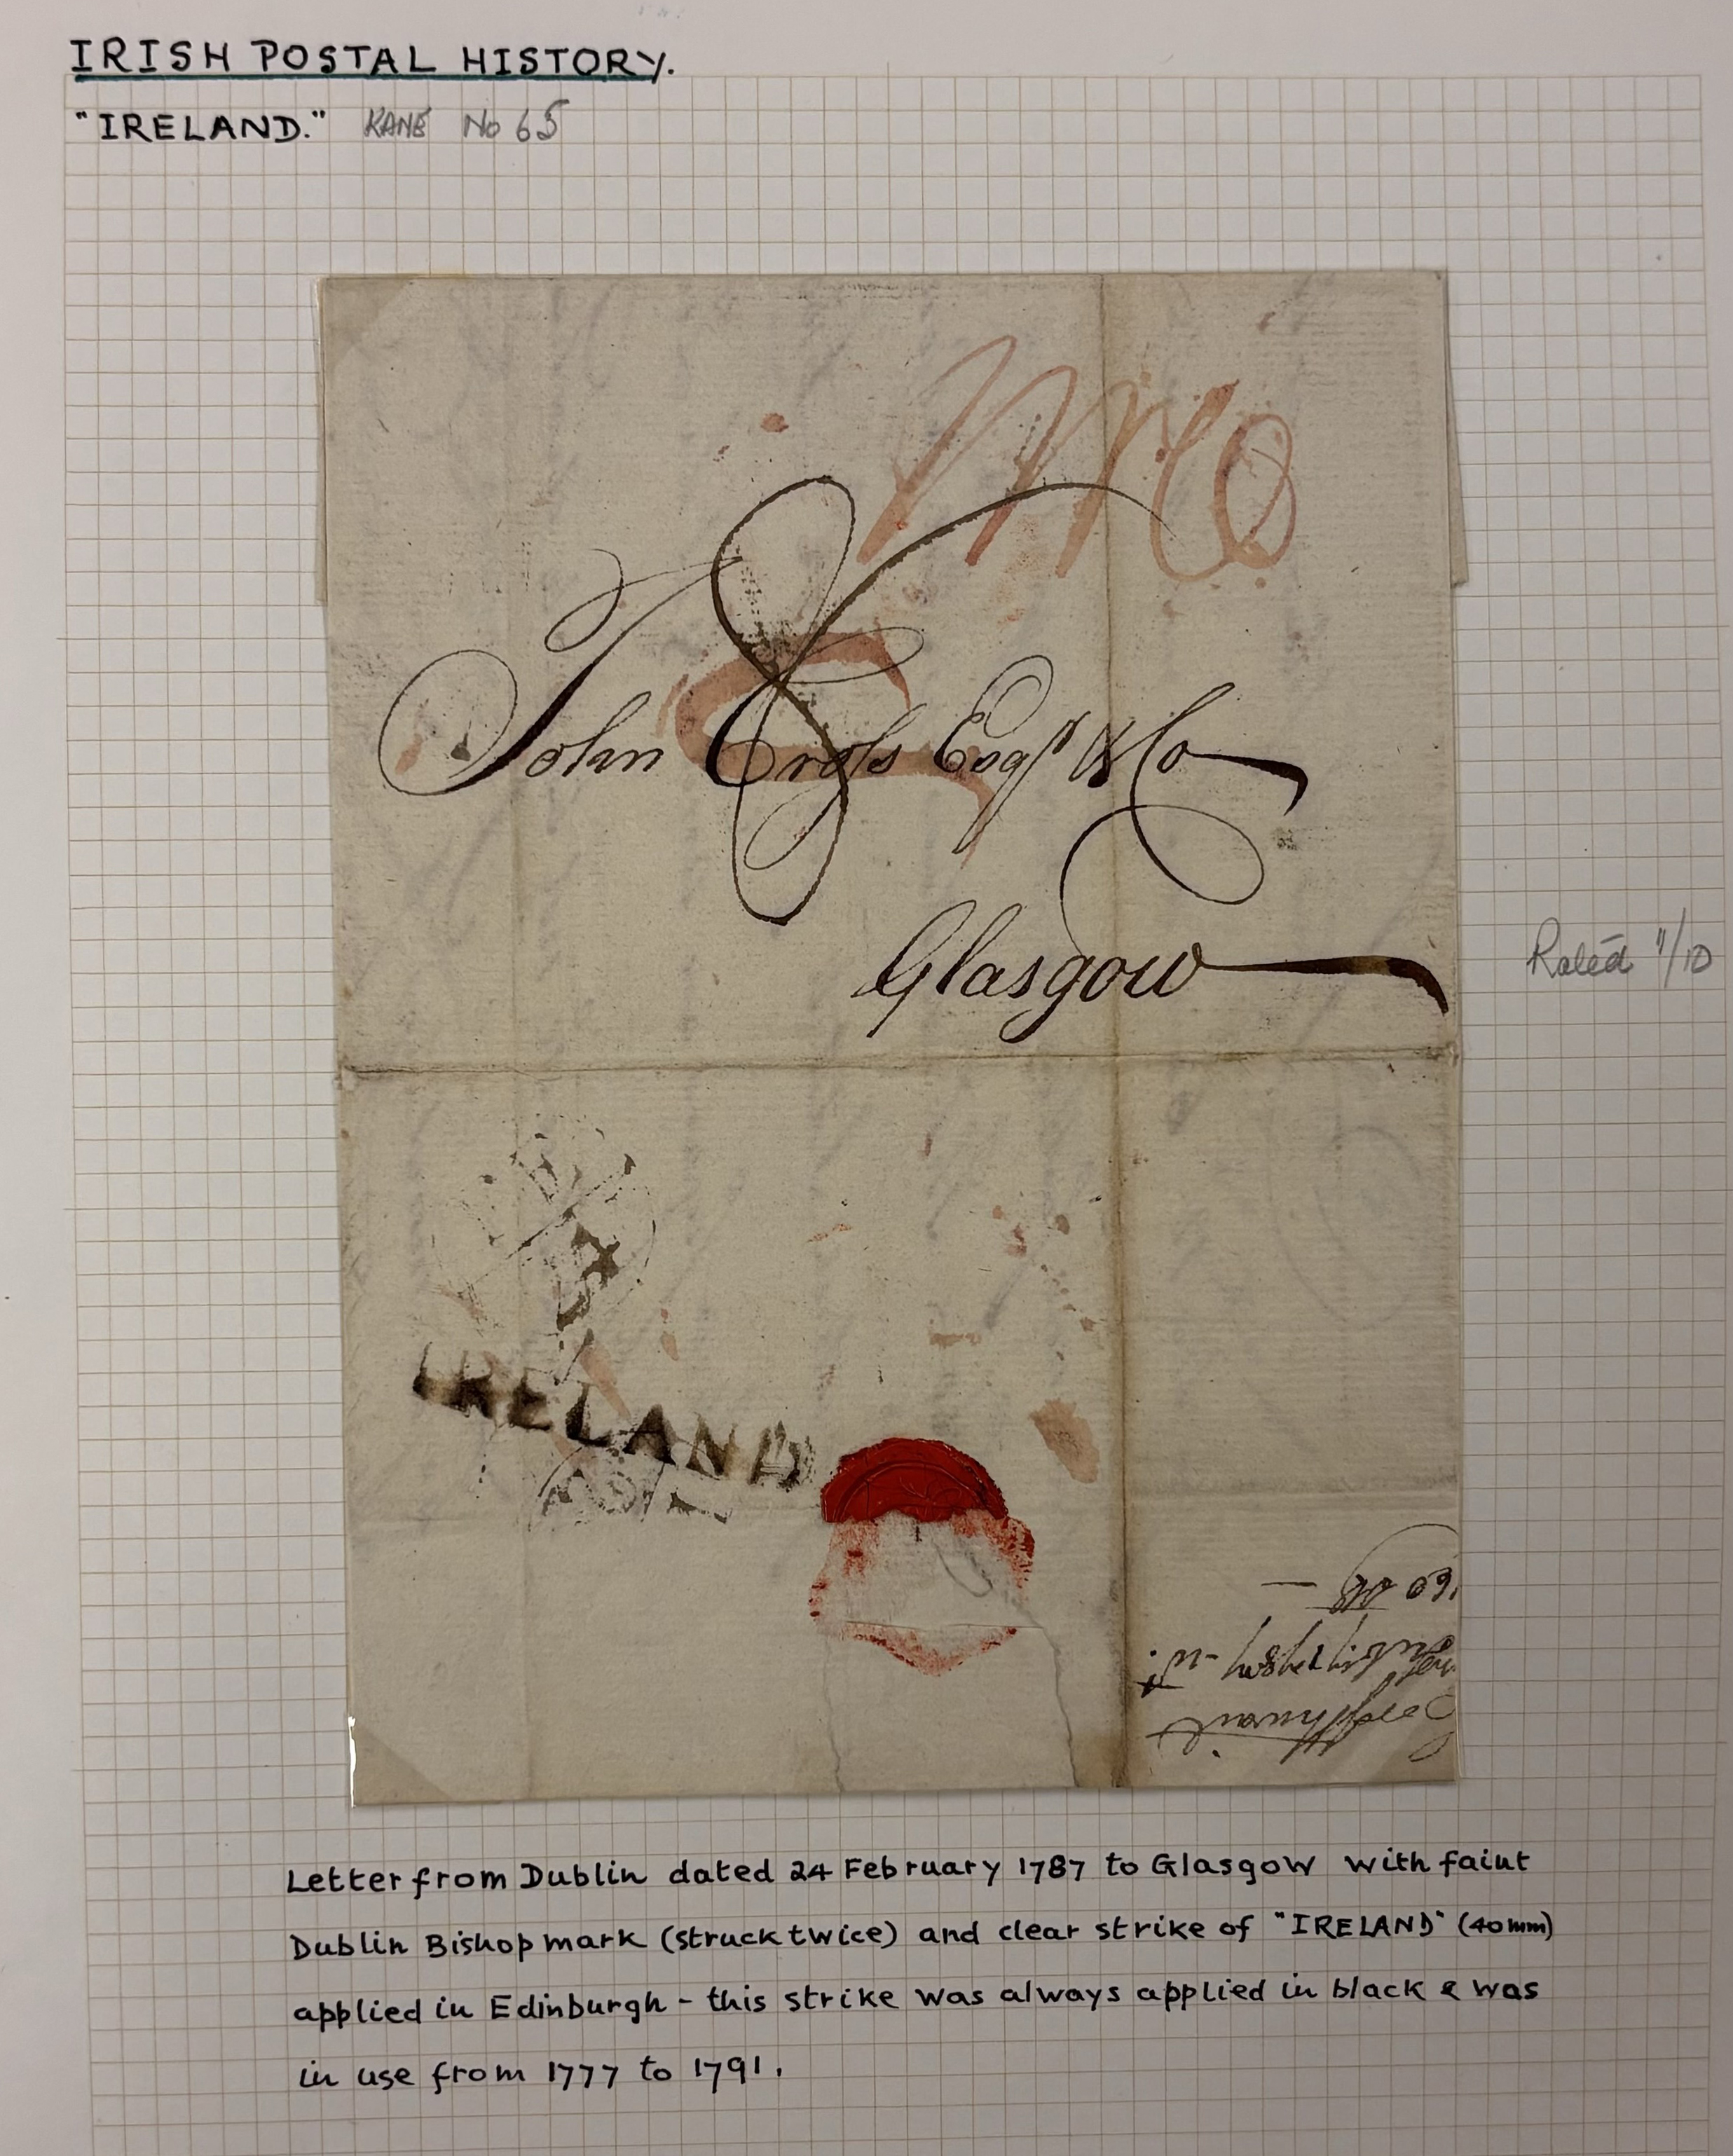 IRISH POSTAL HISTORY.
"IRELAND." KANE No 65
John Croſs Esqr & Co
Glasgow
Rated 11/10
IRELAND
Letter from Dublin dated 24 February 1787 to Glasgow with faint
Dublin Bishop mark (struck twice) and clear strike of "IRELAND" (40mm)
applied in Edinburgh - this strike was always applied in black & was
in use from 1777 to 1791.